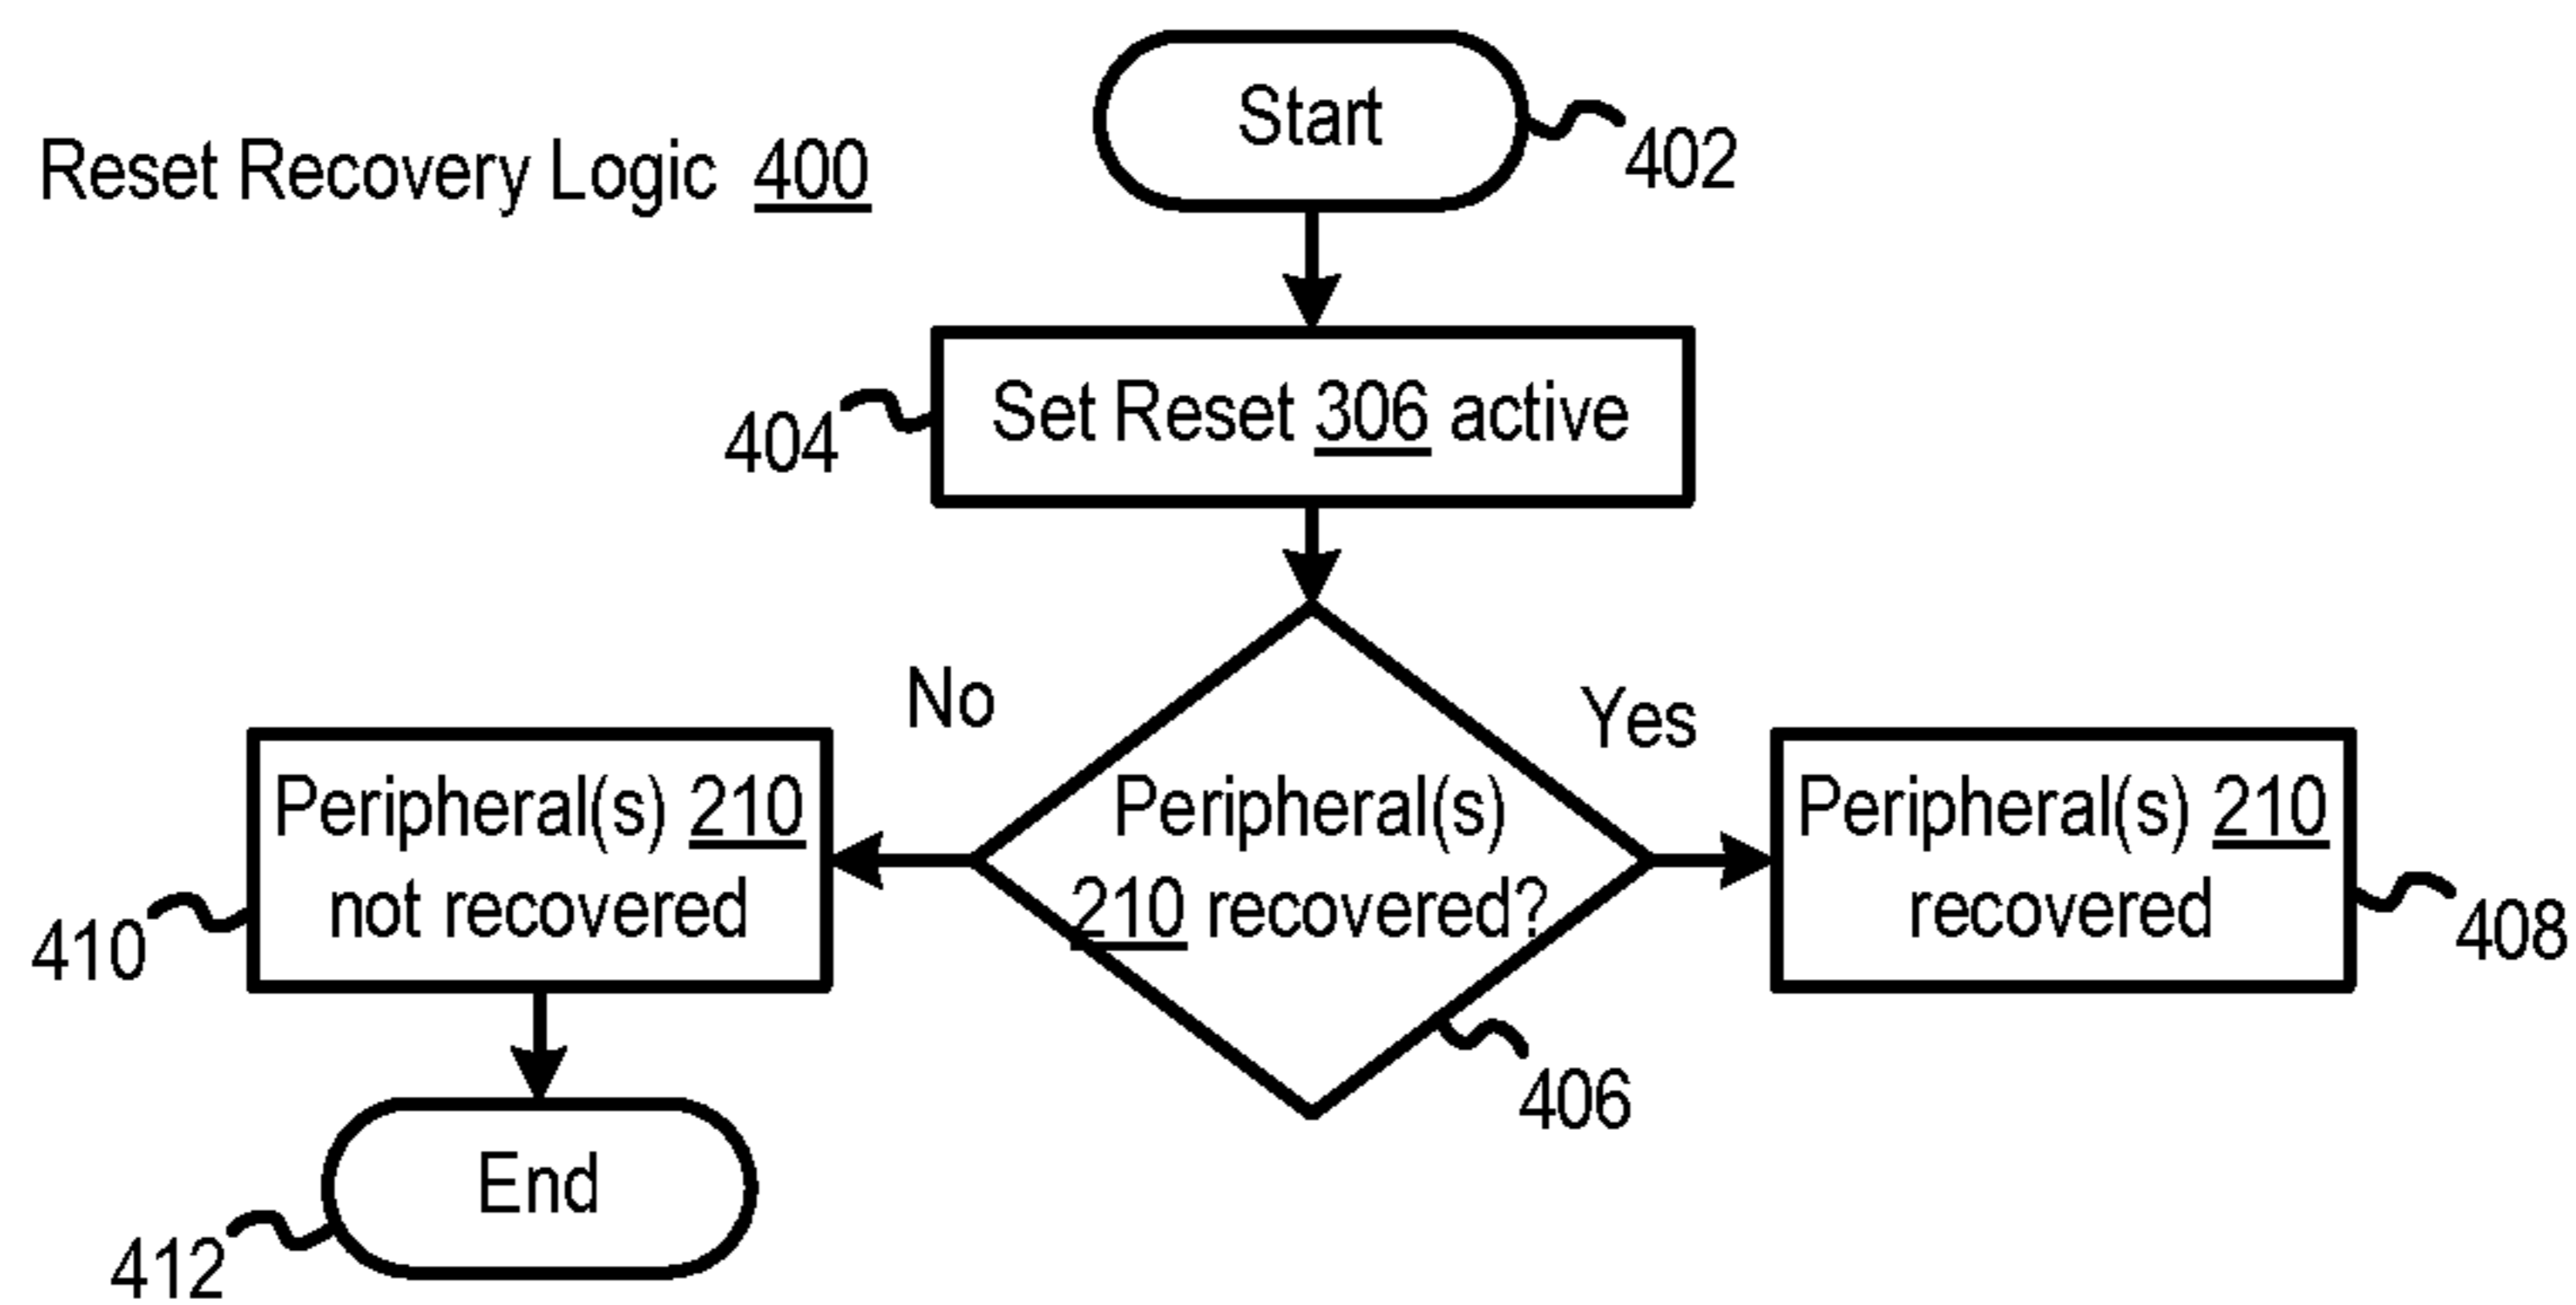 Start
402
Reset Recovery Logic 400
Set Reset 306 active
404
No
Yes
Peripheral(s) 210
not recovered
410
Peripheral(s)
210 recovered?
406
Peripheral(s) 210
recovered
408
End
412